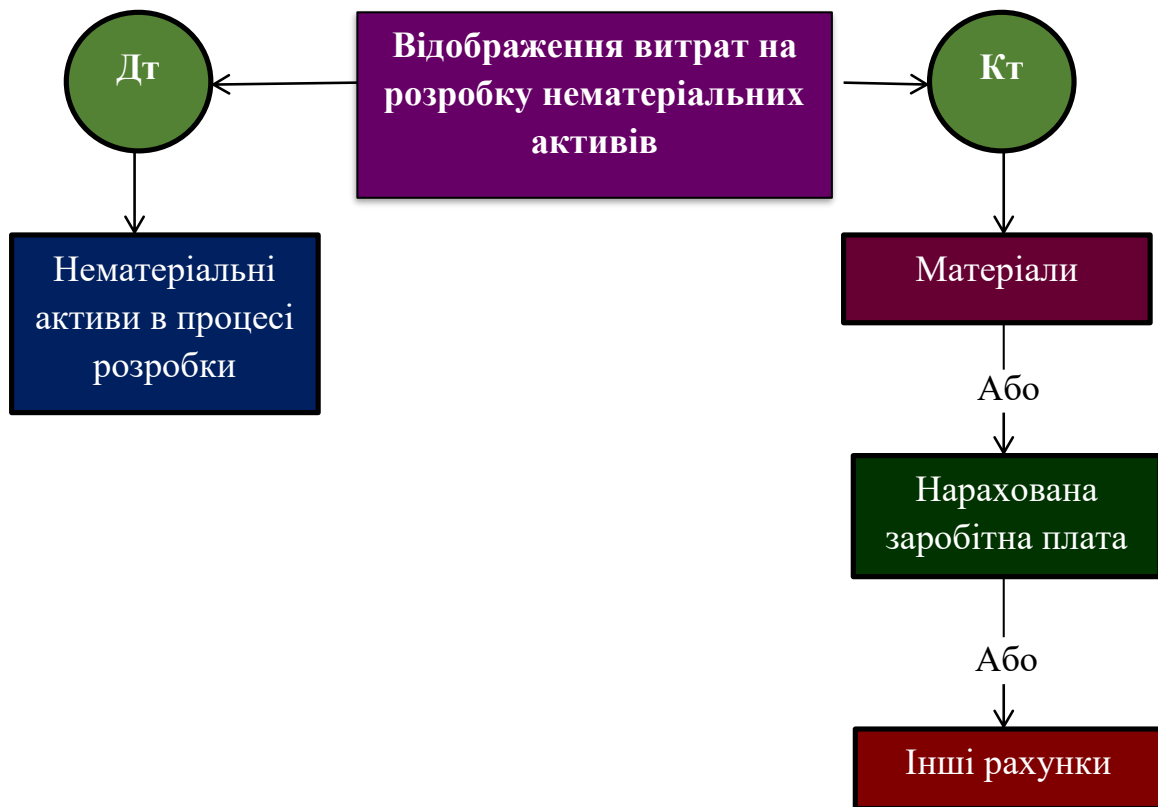 Дт
Відображення витрат на
розробку нематеріальних
активів
Кт
Нематеріальні
активи в процесі
розробки
Матеріали
Або
Нарахована
заробітна плата
Або
Інші рахунки